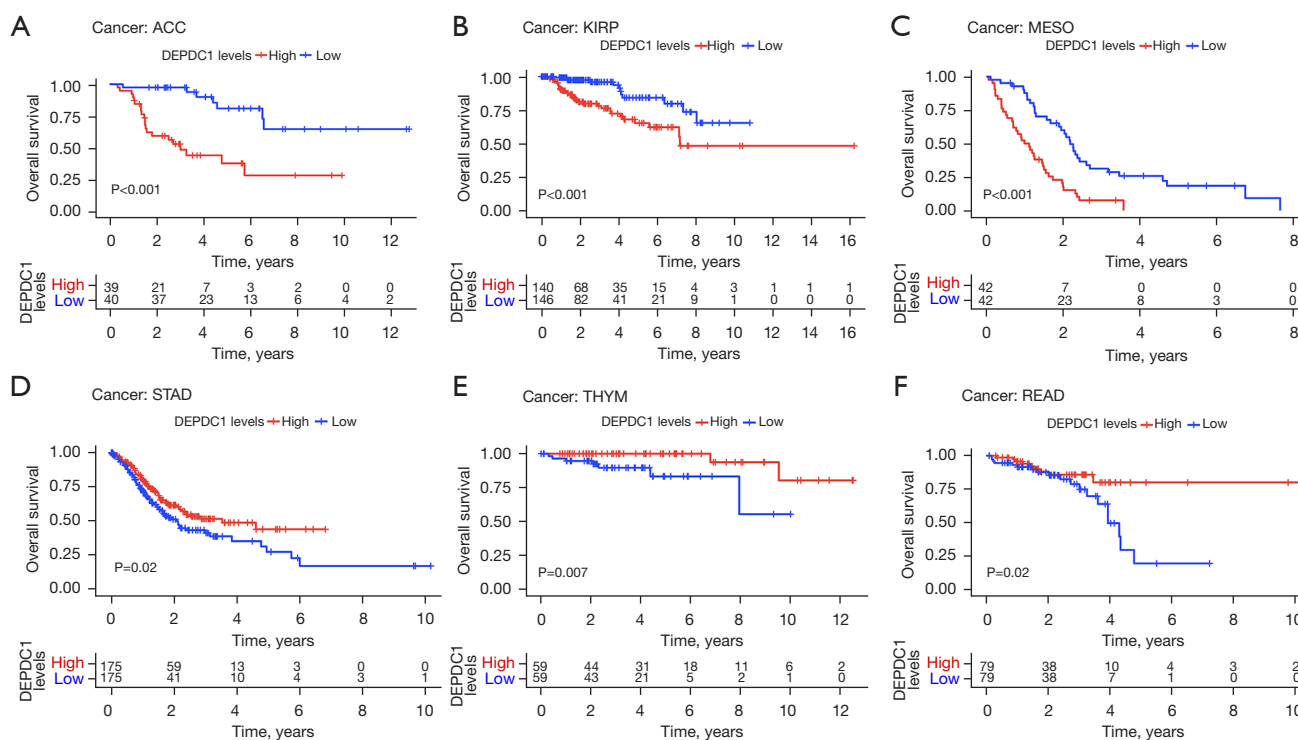 A Cancer: ACC
DEPDC1 levels High Low
Overall survival
1.00
0.75
0.50
0.25
0.00
P<0.001
0 2 4 6 8 10 12
Time, years
DEPDC1 levels
High 39 21 7 3 2 0 0
Low 40 37 23 13 6 4 2
0 2 4 6 8 10 12
Time, years
B Cancer: KIRP
DEPDC1 levels High Low
Overall survival
1.00
0.75
0.50
0.25
0.00
P<0.001
0 2 4 6 8 10 12 14 16
Time, years
DEPDC1 levels
High 140 68 35 15 4 3 1 1 1
Low 146 82 41 21 9 1 0 0 0
0 2 4 6 8 10 12 14 16
Time, years
C Cancer: MESO
DEPDC1 levels High Low
Overall survival
1.00
0.75
0.50
0.25
0.00
P<0.001
0 2 4 6 8
Time, years
DEPDC1 levels
High 42 7 0 0 0
Low 42 23 8 3 0
0 2 4 6 8
Time, years
D Cancer: STAD
DEPDC1 levels High Low
Overall survival
1.00
0.75
0.50
0.25
0.00
P=0.02
0 2 4 6 8 10
Time, years
DEPDC1 levels
High 175 59 13 3 0 0
Low 175 41 10 4 3 1
0 2 4 6 8 10
Time, years
E Cancer: THYM
DEPDC1 levels High Low
Overall survival
1.00
0.75
0.50
0.25
0.00
P=0.007
0 2 4 6 8 10 12
Time, years
DEPDC1 levels
High 59 44 31 18 11 6 2
Low 59 43 21 5 2 1 0
0 2 4 6 8 10 12
Time, years
F Cancer: READ
DEPDC1 levels High Low
Overall survival
1.00
0.75
0.50
0.25
0.00
P=0.02
0 2 4 6 8 10
Time, years
DEPDC1 levels
High 79 38 10 4 3 2
Low 79 38 7 1 0 0
0 2 4 6 8 10
Time, years